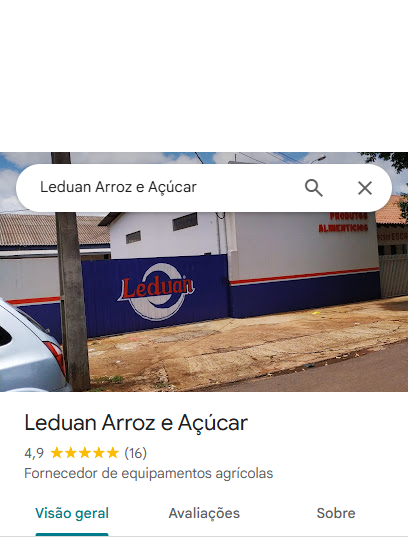 Leduan Arroz e Açúcar
PRODUTOS
ALIMENTICIOS
Leduan
Leduan Arroz e Açúcar
4,9 (16)
Fornecedor de equipamentos agrícolas
Visão geral
Avaliações
Sobre